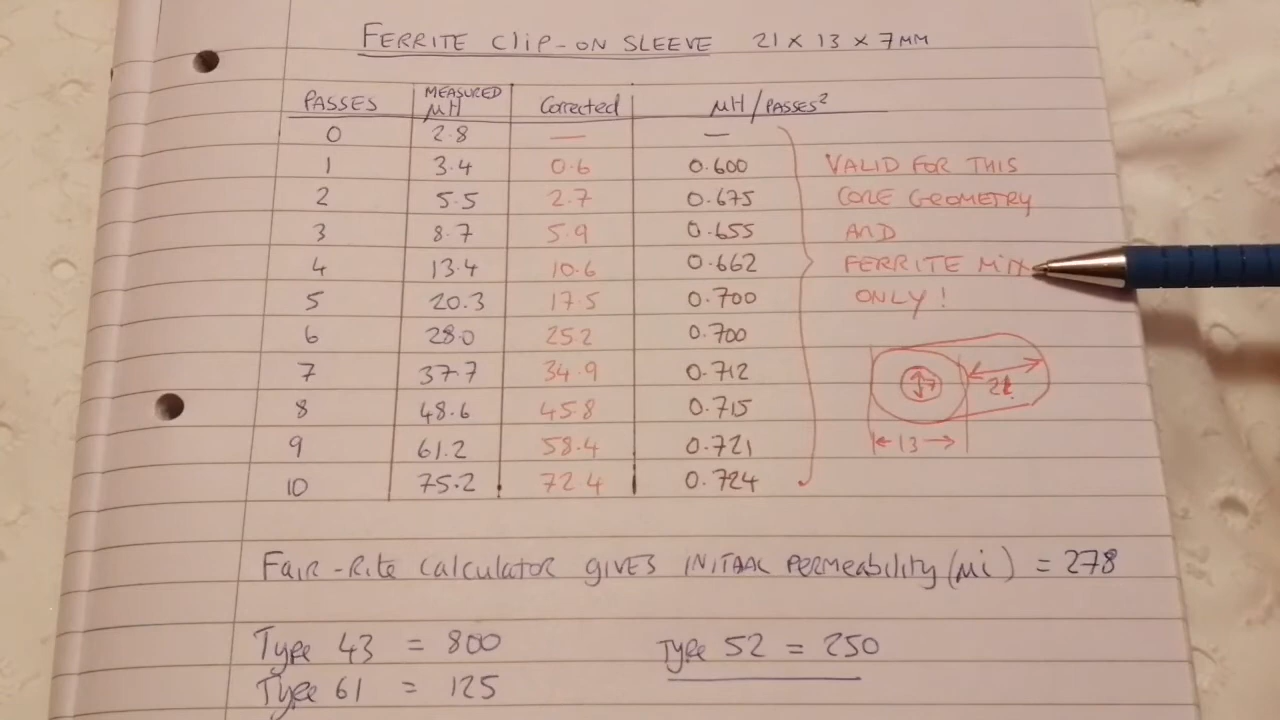 FERRITE CLIP-ON SLEEVE 21 x 13 x 7MM
PASSES MEASURED µH Corrected µH/PASSES²
0 2.8 — —
1 3.4 0.6 0.600
2 5.5 2.7 0.675
3 8.7 5.9 0.655
4 13.4 10.6 0.662
5 20.3 17.5 0.700
6 28.0 25.2 0.700
7 37.7 34.9 0.712
8 48.6 45.8 0.715
9 61.2 58.4 0.721
10 75.2 72.4 0.724
VALID FOR THIS
CORE GEOMETRY
AND
FERRITE MIX
ONLY!
7
13
FAIR-RITE CALCULATOR GIVES INITAAL PERMEABILITY (µi) = 278
Type 43 = 800 Type 52 = 250
Type 61 = 125